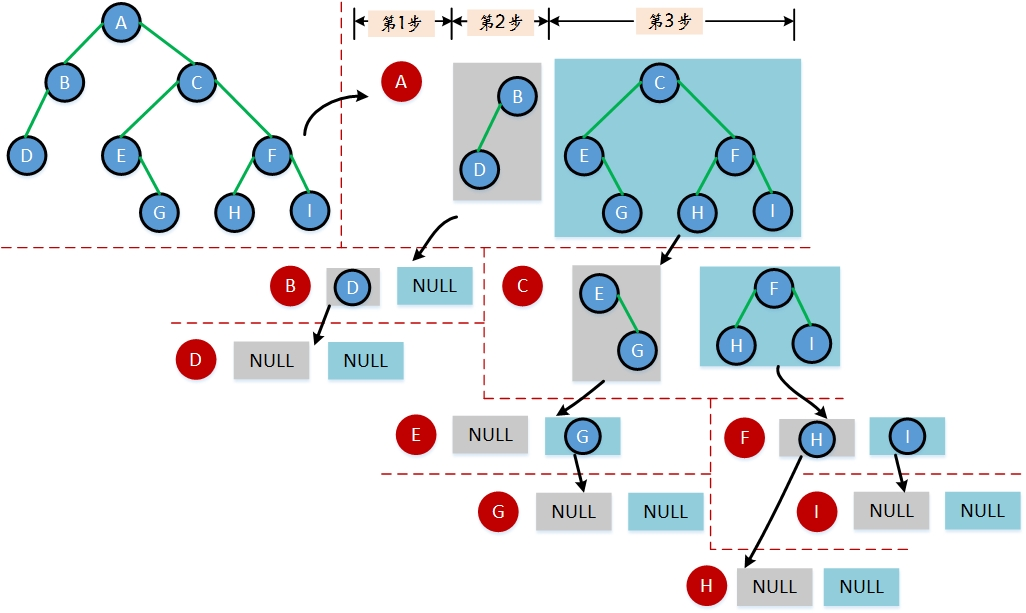 第1步 第2步 第3步
A
B C
D E F
G H I
A
B
D
C
E F
G H I
B D NULL
D NULL NULL
C
E
G
F
H I
E NULL G
G NULL NULL
F H I
I NULL NULL
H NULL NULL